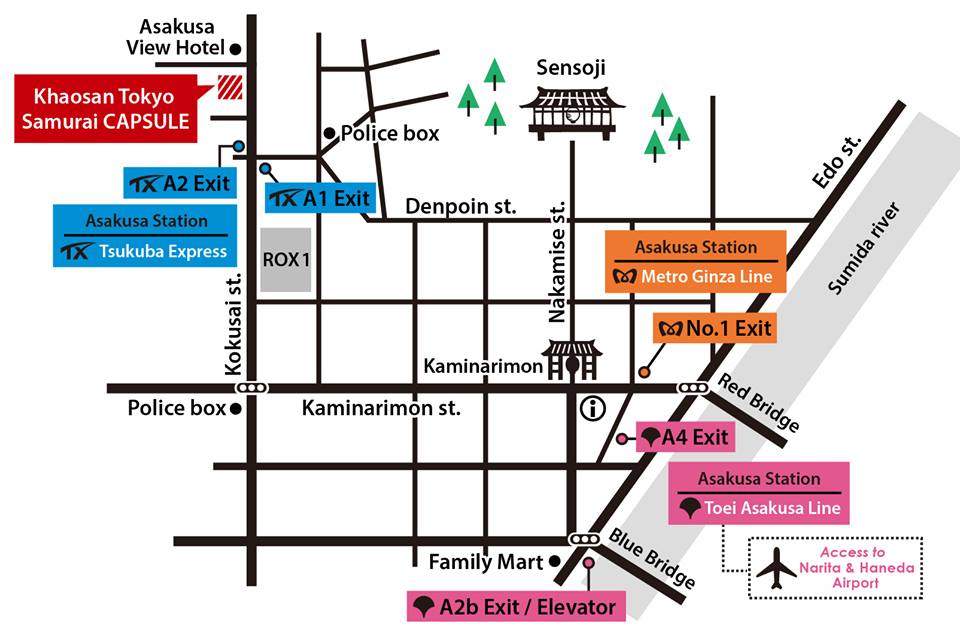 Asakusa
View Hotel
Khaosan Tokyo
Samurai CAPSULE
Sensoji
Police box
TX A2 Exit
TX A1 Exit
Asakusa Station
TX Tsukuba Express
Denpoin st.
ROX 1
Kokusai st.
Nakamise st.
Edo st.
Sumida river
Asakusa Station
Metro Ginza Line
No.1 Exit
Kaminarimon
Police box
Kaminarimon st.
i
Red Bridge
A4 Exit
Asakusa Station
Toei Asakusa Line
Blue Bridge
Family Mart
Access to
Narita & Haneda
Airport
A2b Exit / Elevator